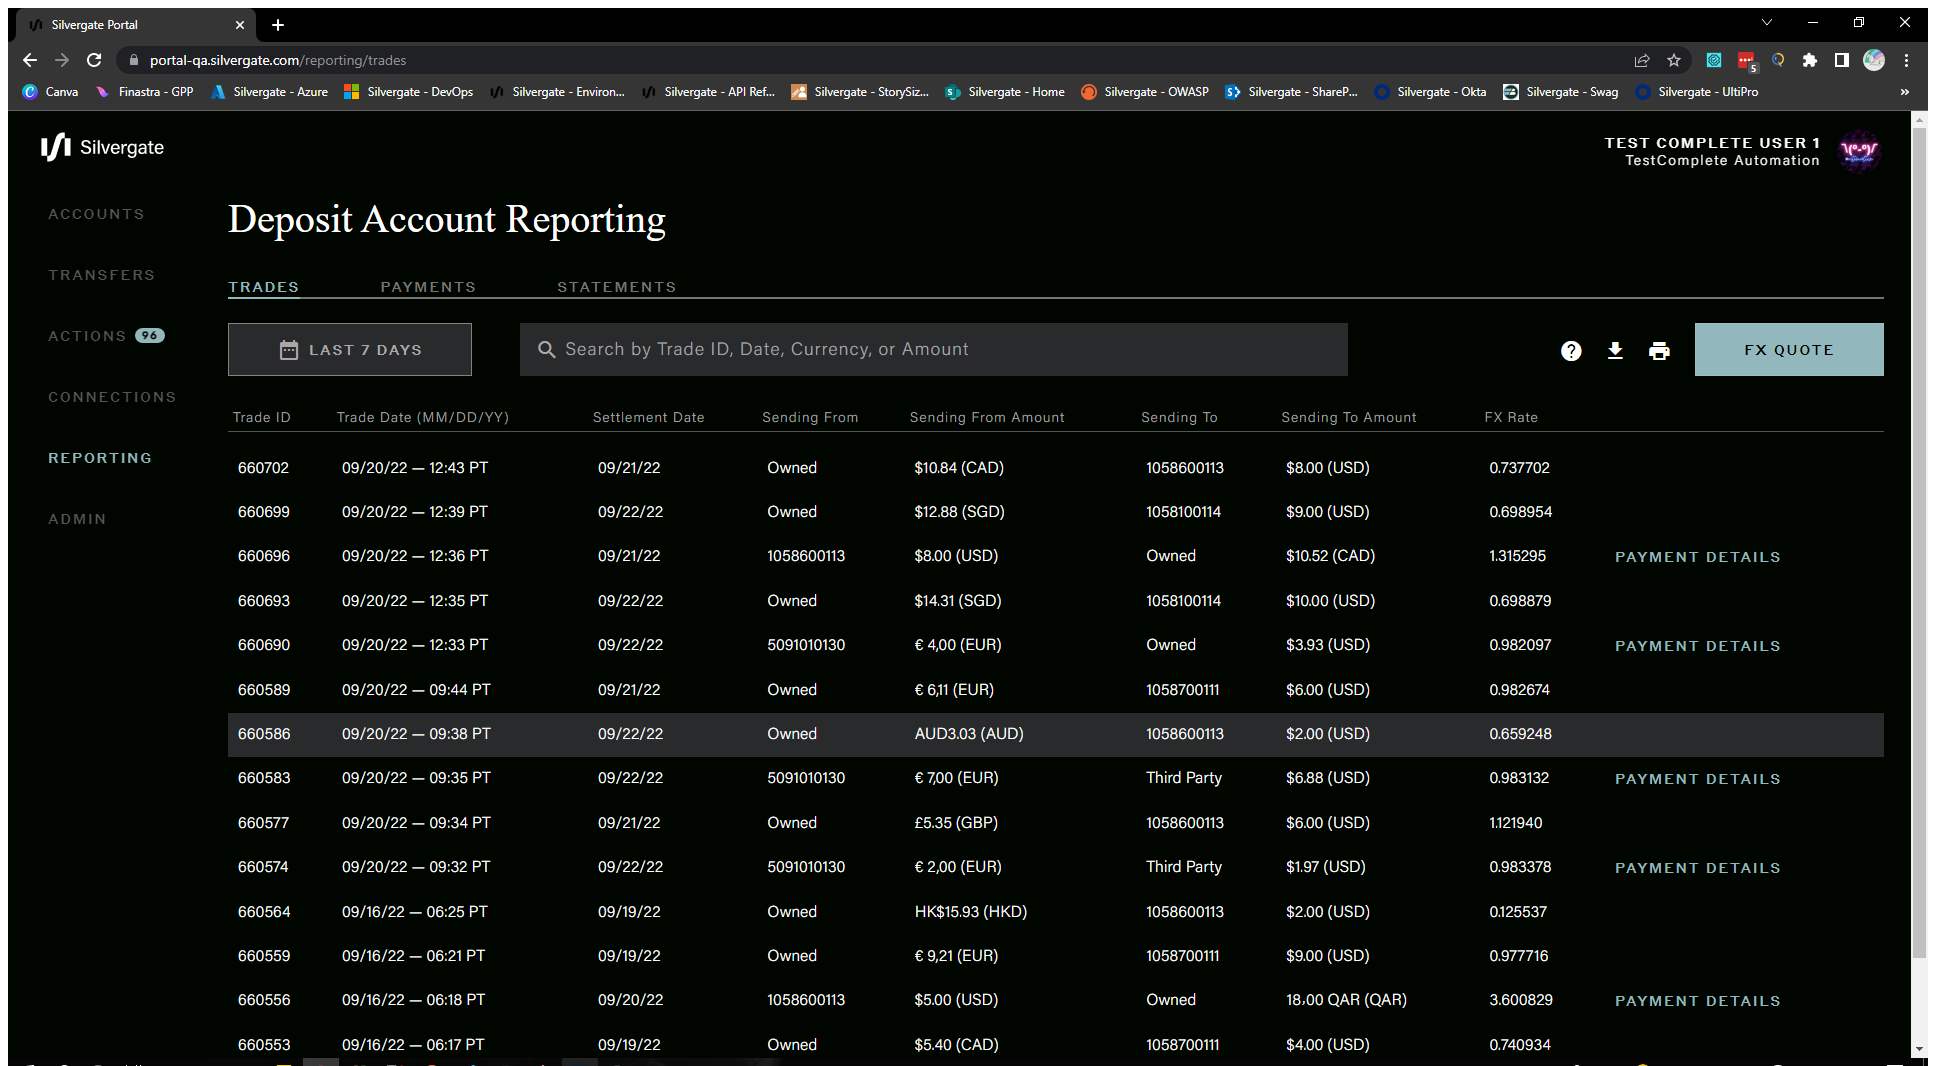 Silvergate Portal
portal-qa.silvergate.com/reporting/trades
5
Canva Finastra - GPP Silvergate - Azure Silvergate - DevOps Silvergate - Environ... Silvergate - API Ref... Silvergate - StorySiz... Silvergate - Home Silvergate - OWASP Silvergate - ShareP... Silvergate - Okta Silvergate - Swag Silvergate - UltiPro »
Silvergate
TEST COMPLETE USER 1
TestComplete Automation
ACCOUNTS
TRANSFERS
ACTIONS 96
CONNECTIONS
REPORTING
ADMIN
Deposit Account Reporting
TRADES PAYMENTS STATEMENTS
LAST 7 DAYS Search by Trade ID, Date, Currency, or Amount ? FX QUOTE
Trade ID Trade Date (MM/DD/YY) Settlement Date Sending From Sending From Amount Sending To Sending To Amount FX Rate
660702 09/20/22 — 12:43 PT 09/21/22 Owned $10.84 (CAD) 1058600113 $8.00 (USD) 0.737702
660699 09/20/22 — 12:39 PT 09/22/22 Owned $12.88 (SGD) 1058100114 $9.00 (USD) 0.698954
660696 09/20/22 — 12:36 PT 09/21/22 1058600113 $8.00 (USD) Owned $10.52 (CAD) 1.315295 PAYMENT DETAILS
660693 09/20/22 — 12:35 PT 09/22/22 Owned $14.31 (SGD) 1058100114 $10.00 (USD) 0.698879
660690 09/20/22 — 12:33 PT 09/22/22 5091010130 € 4,00 (EUR) Owned $3.93 (USD) 0.982097 PAYMENT DETAILS
660589 09/20/22 — 09:44 PT 09/21/22 Owned € 6,11 (EUR) 1058700111 $6.00 (USD) 0.982674
660586 09/20/22 — 09:38 PT 09/22/22 Owned AUD3.03 (AUD) 1058600113 $2.00 (USD) 0.659248
660583 09/20/22 — 09:35 PT 09/22/22 5091010130 € 7,00 (EUR) Third Party $6.88 (USD) 0.983132 PAYMENT DETAILS
660577 09/20/22 — 09:34 PT 09/21/22 Owned £5.35 (GBP) 1058600113 $6.00 (USD) 1.121940
660574 09/20/22 — 09:32 PT 09/22/22 5091010130 € 2,00 (EUR) Third Party $1.97 (USD) 0.983378 PAYMENT DETAILS
660564 09/16/22 — 06:25 PT 09/19/22 Owned HK$15.93 (HKD) 1058600113 $2.00 (USD) 0.125537
660559 09/16/22 — 06:21 PT 09/19/22 Owned € 9,21 (EUR) 1058700111 $9.00 (USD) 0.977716
660556 09/16/22 — 06:18 PT 09/20/22 1058600113 $5.00 (USD) Owned 18،00 QAR (QAR) 3.600829 PAYMENT DETAILS
660553 09/16/22 — 06:17 PT 09/19/22 Owned $5.40 (CAD) 1058700111 $4.00 (USD) 0.740934